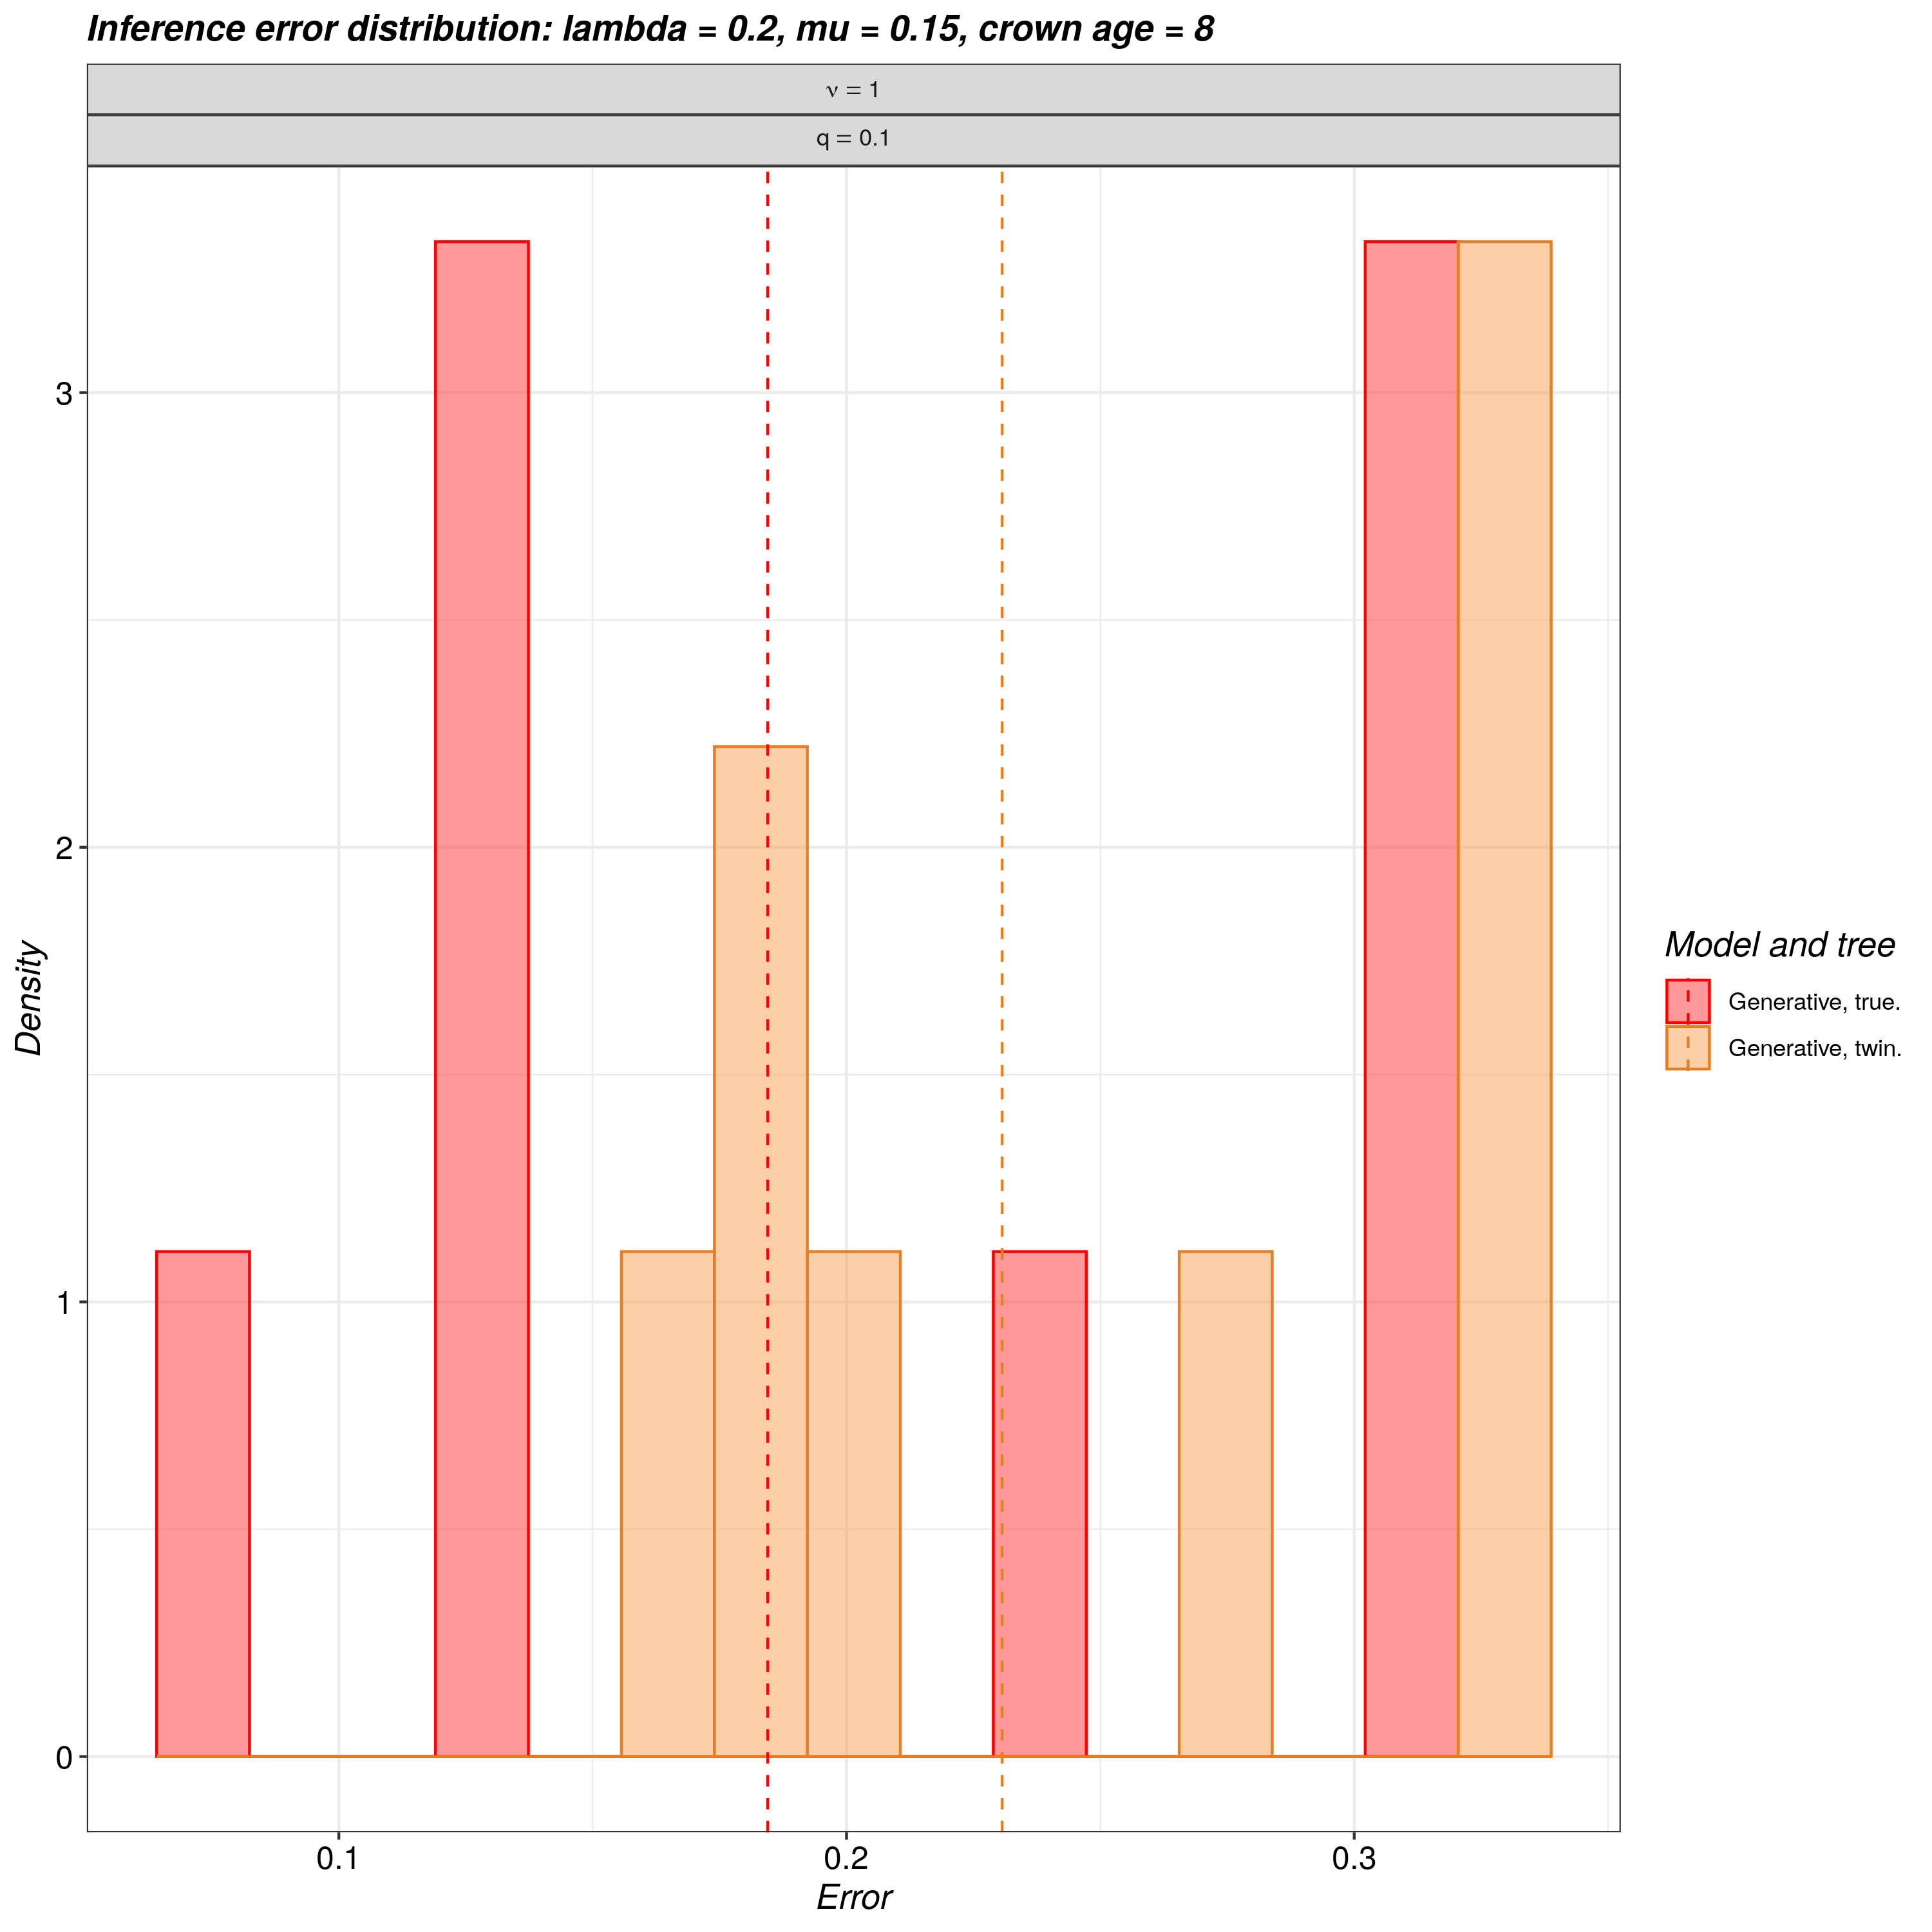 Inference error distribution: lambda = 0.2, mu = 0.15, crown age = 8
ν = 1
q = 0.1
3
2
1
0
Density
0.1
0.2
0.3
Error
Model and tree
Generative, true.
Generative, twin.